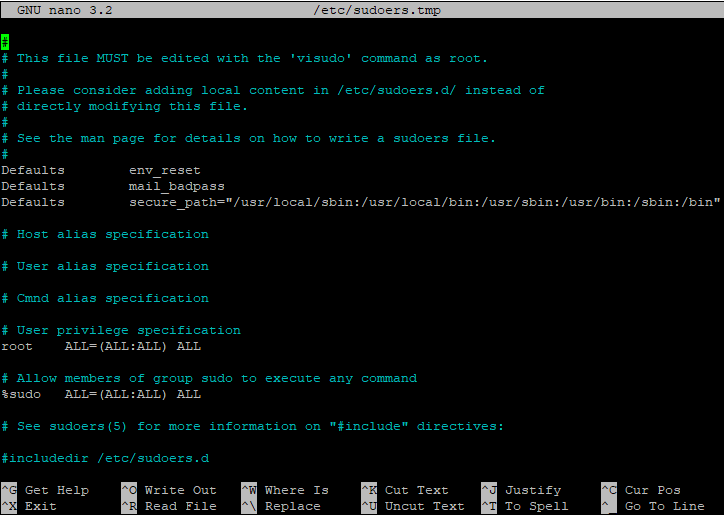 GNU nano 3.2 /etc/sudoers.tmp
#
# This file MUST be edited with the 'visudo' command as root.
#
# Please consider adding local content in /etc/sudoers.d/ instead of
# directly modifying this file.
#
# See the man page for details on how to write a sudoers file.
#
Defaults env_reset
Defaults mail_badpass
Defaults secure_path="/usr/local/sbin:/usr/local/bin:/usr/sbin:/usr/bin:/sbin:/bin"
# Host alias specification
# User alias specification
# Cmnd alias specification
# User privilege specification
root ALL=(ALL:ALL) ALL
# Allow members of group sudo to execute any command
%sudo ALL=(ALL:ALL) ALL
# See sudoers(5) for more information on "#include" directives:
#includedir /etc/sudoers.d
^G Get Help ^O Write Out ^W Where Is ^K Cut Text ^J Justify ^C Cur Pos
^X Exit ^R Read File ^\ Replace ^U Uncut Text ^T To Spell ^_ Go To Line